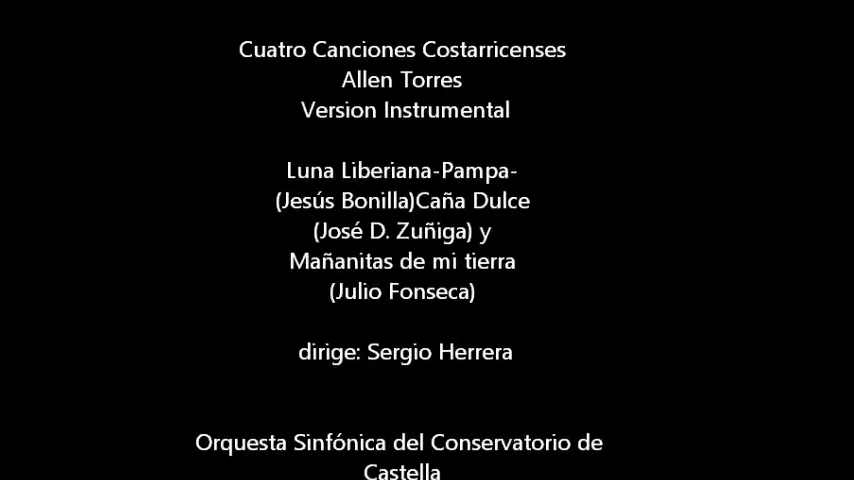 Cuatro Canciones Costarricenses
Allen Torres
Version Instrumental
Luna Liberiana-Pampa-
(Jesús Bonilla)Caña Dulce
(José D. Zuñiga) y
Mañanitas de mi tierra
(Julio Fonseca)
dirige: Sergio Herrera
Orquesta Sinfónica del Conservatorio de
Castella